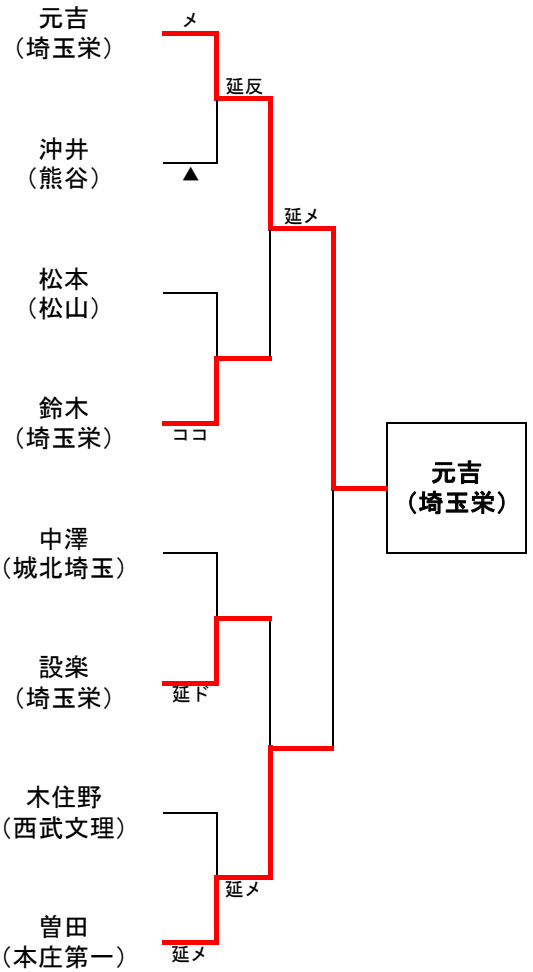 元吉
（埼玉栄）
メ
延反
沖井
（熊谷）
▲
延メ
松本
（松山）
鈴木
（埼玉栄）
ココ
元吉
（埼玉栄）
中澤
（城北埼玉）
設楽
（埼玉栄）
延ド
木住野
（西武文理）
延メ
曽田
（本庄第一）
延メ